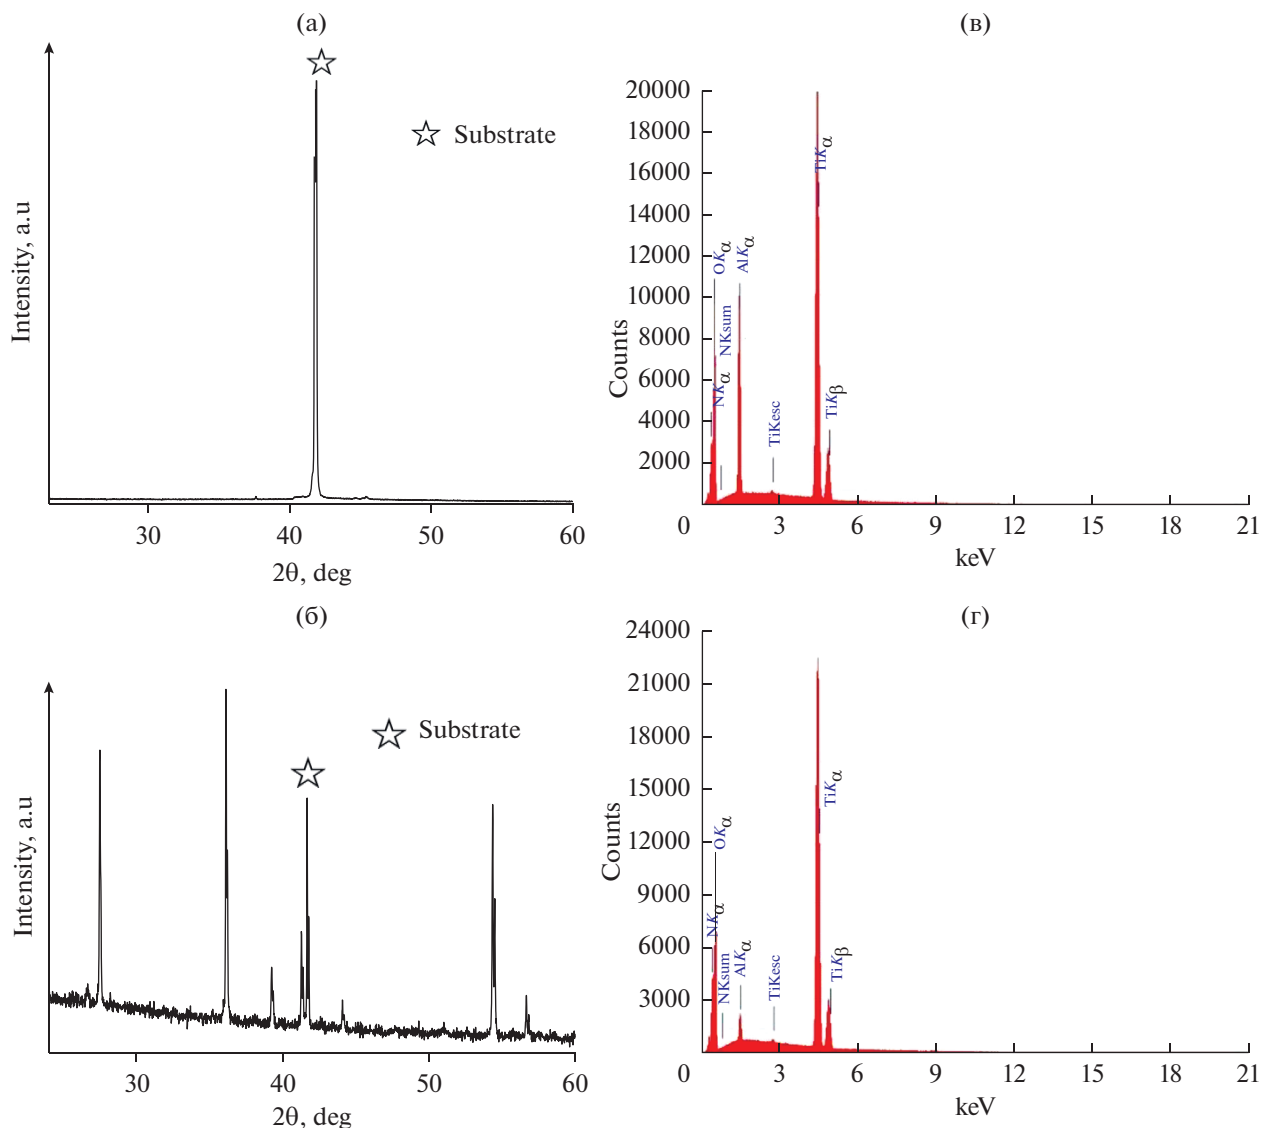 (а)
☆ Substrate
Intensity, a.u
30 40 50 60
2θ, deg
(в)
20000
18000
16000
14000
12000
10000
8000
6000
4000
2000
Counts
NKα
OKα
NKsum
AlKα
TiKesc
TiKα
TiKβ
0 3 6 9 12 15 18 21
keV
(б)
☆ Substrate
Intensity, a.u
30 40 50 60
2θ, deg
(г)
24000
21000
18000
15000
12000
9000
6000
3000
Counts
NKα
OKα
NKsum
AlKα
TiKesc
TiKα
TiKβ
0 3 6 9 12 15 18 21
keV